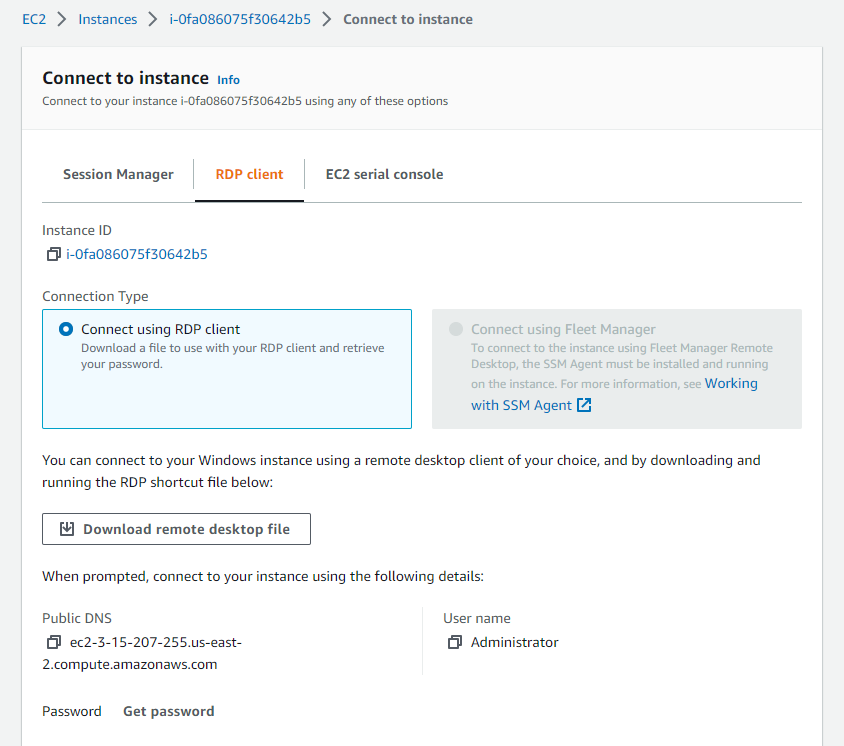 EC2 > Instances > i-0fa086075f30642b5 > Connect to instance
Connect to instance Info
Connect to your instance i-0fa086075f30642b5 using any of these options
Session Manager RDP client EC2 serial console
Instance ID
i-0fa086075f30642b5
Connection Type
Connect using RDP client
Download a file to use with your RDP client and retrieve
your password.
Connect using Fleet Manager
To connect to the instance using Fleet Manager Remote
Desktop, the SSM Agent must be installed and running
on the instance. For more information, see Working
with SSM Agent
You can connect to your Windows instance using a remote desktop client of your choice, and by downloading and
running the RDP shortcut file below:
Download remote desktop file
When prompted, connect to your instance using the following details:
Public DNS
ec2-3-15-207-255.us-east-
2.compute.amazonaws.com
User name
Administrator
Password Get password